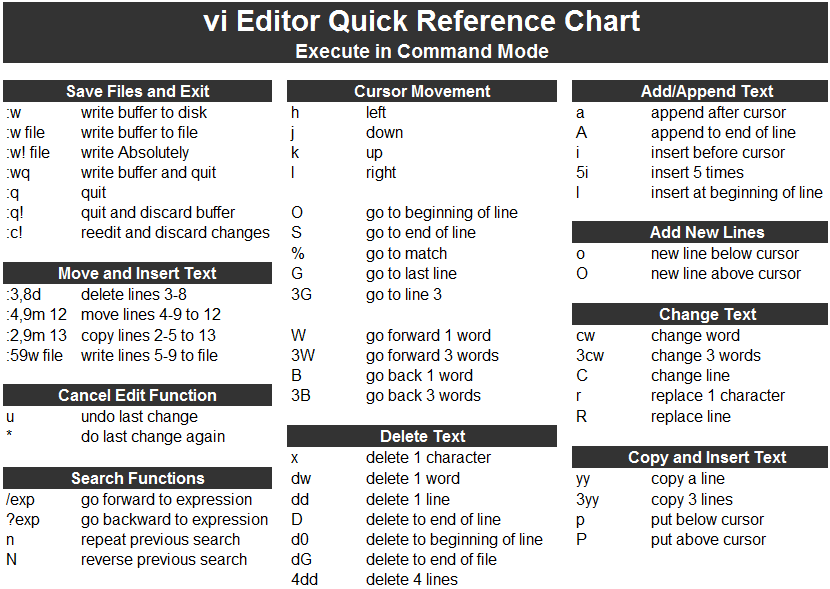 vi Editor Quick Reference Chart
Execute in Command Mode
Save Files and Exit
:w write buffer to disk
:w file write buffer to file
:w! file write Absolutely
:wq write buffer and quit
:q quit
:q! quit and discard buffer
:c! reedit and discard changes
Move and Insert Text
:3,8d delete lines 3-8
:4,9m 12 move lines 4-9 to 12
:2,9m 13 copy lines 2-5 to 13
:59w file write lines 5-9 to file
Cancel Edit Function
u undo last change
* do last change again
Search Functions
/exp go forward to expression
?exp go backward to expression
n repeat previous search
N reverse previous search
Cursor Movement
h left
j down
k up
l right
O go to beginning of line
S go to end of line
% go to match
G go to last line
3G go to line 3
W go forward 1 word
3W go forward 3 words
B go back 1 word
3B go back 3 words
Delete Text
x delete 1 character
dw delete 1 word
dd delete 1 line
D delete to end of line
d0 delete to beginning of line
dG delete to end of file
4dd delete 4 lines
Add/Append Text
a append after cursor
A append to end of line
i insert before cursor
5i insert 5 times
I insert at beginning of line
Add New Lines
o new line below cursor
O new line above cursor
Change Text
cw change word
3cw change 3 words
C change line
r replace 1 character
R replace line
Copy and Insert Text
yy copy a line
3yy copy 3 lines
p put below cursor
P put above cursor